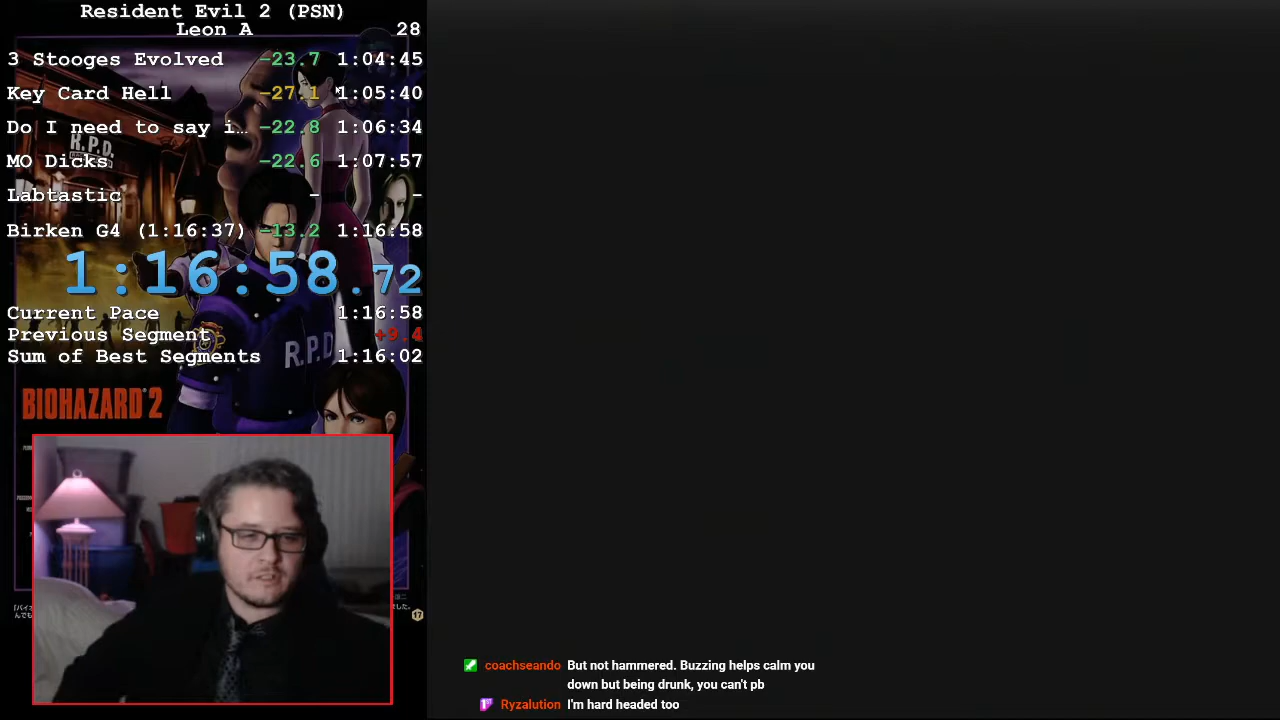 Resident Evil 2 (PSN)
Leon A 28
3 Stooges Evolved -23.7 1:04:45
Key Card Hell -27.1 1:05:40
Do I need to say i… -22.8 1:06:34
MO Dicks -22.6 1:07:57
Labtastic - -
Birken G4 (1:16:37) -13.2 1:16:58
1:16:58.72
Current Pace 1:16:58
Previous Segment +9.4
Sum of Best Segments 1:16:02
R.P.D.
R.P.D
BIOHAZARD 2
17
coachseando But not hammered. Buzzing helps calm you
down but being drunk, you can't pb
Ryzalution I'm hard headed too